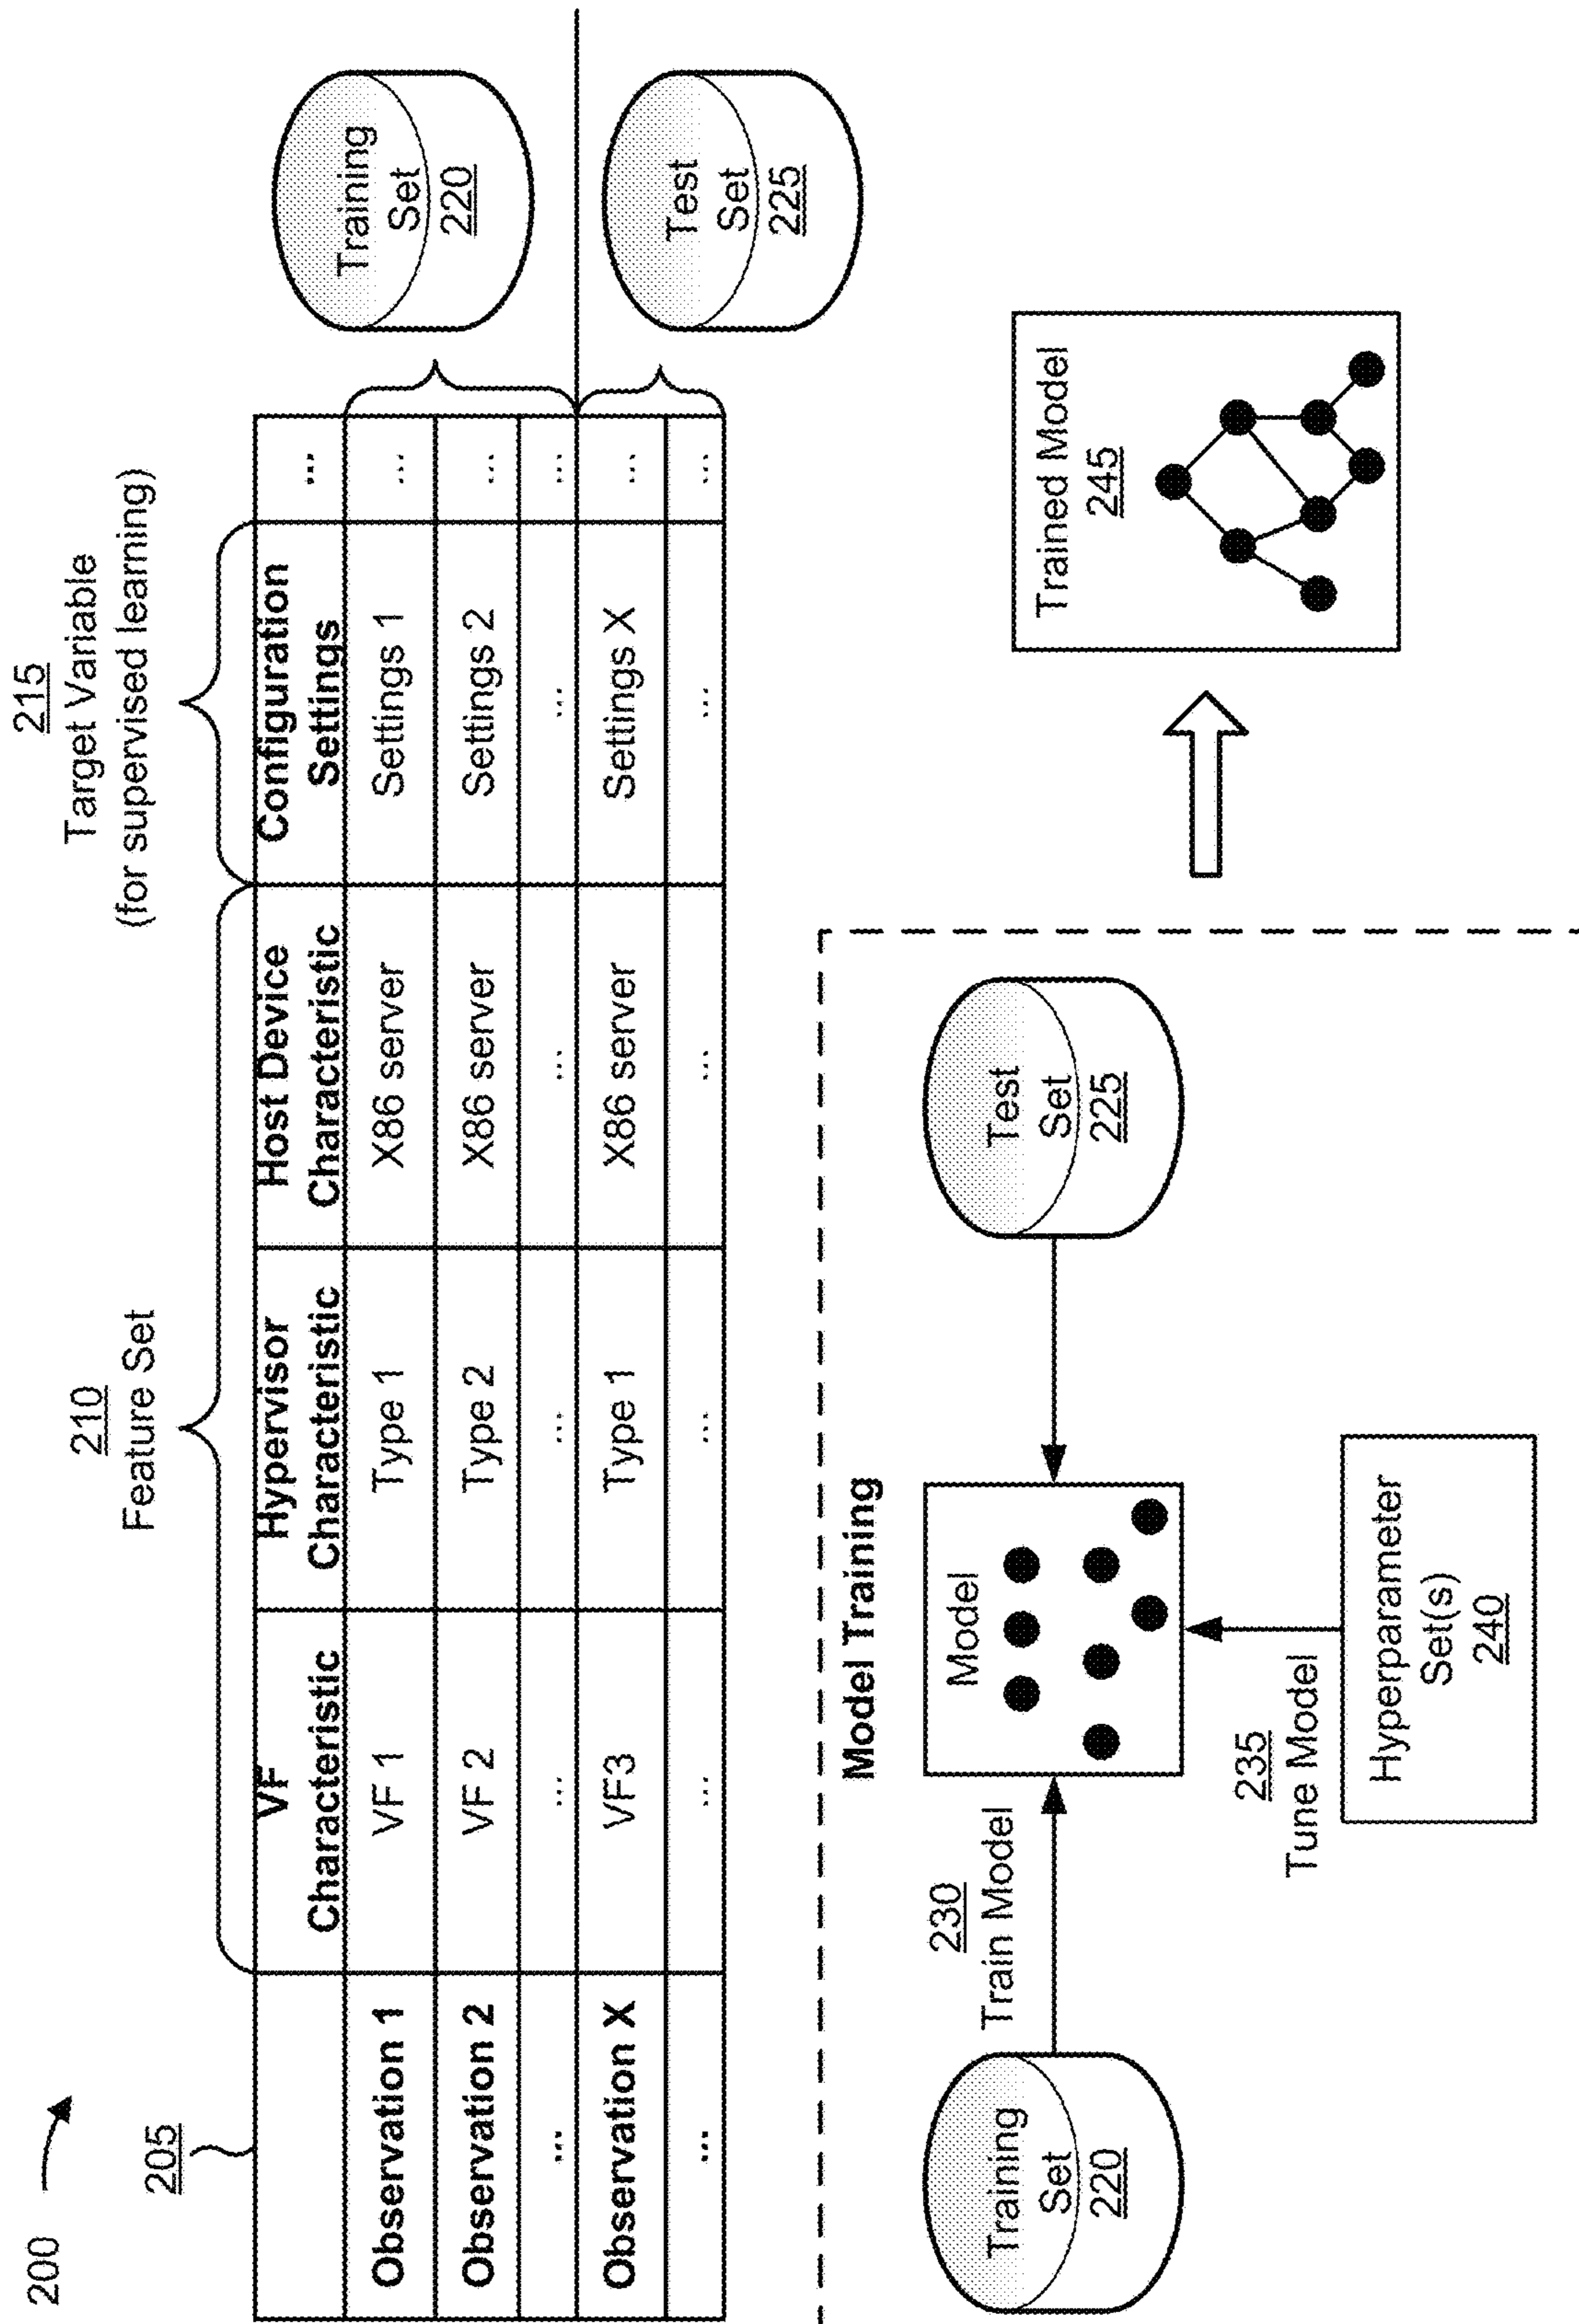 200
205
210
Feature Set
215
Target Variable
(for supervised learning)
VF
Characteristic
Hypervisor
Characteristic
Host Device
Characteristic
Configuration
Settings
...
Observation 1
VF 1
Type 1
X86 server
Settings 1
...
Observation 2
VF 2
Type 2
X86 server
Settings 2
...
...
...
...
...
...
...
Observation X
VF3
Type 1
X86 server
Settings X
...
...
...
...
...
...
...
Training
Set
220
Test
Set
225
Model Training
Training
Set
220
230
Train Model
Model
Test
Set
225
235
Tune Model
Hyperparameter
Set(s)
240
Trained Model
245